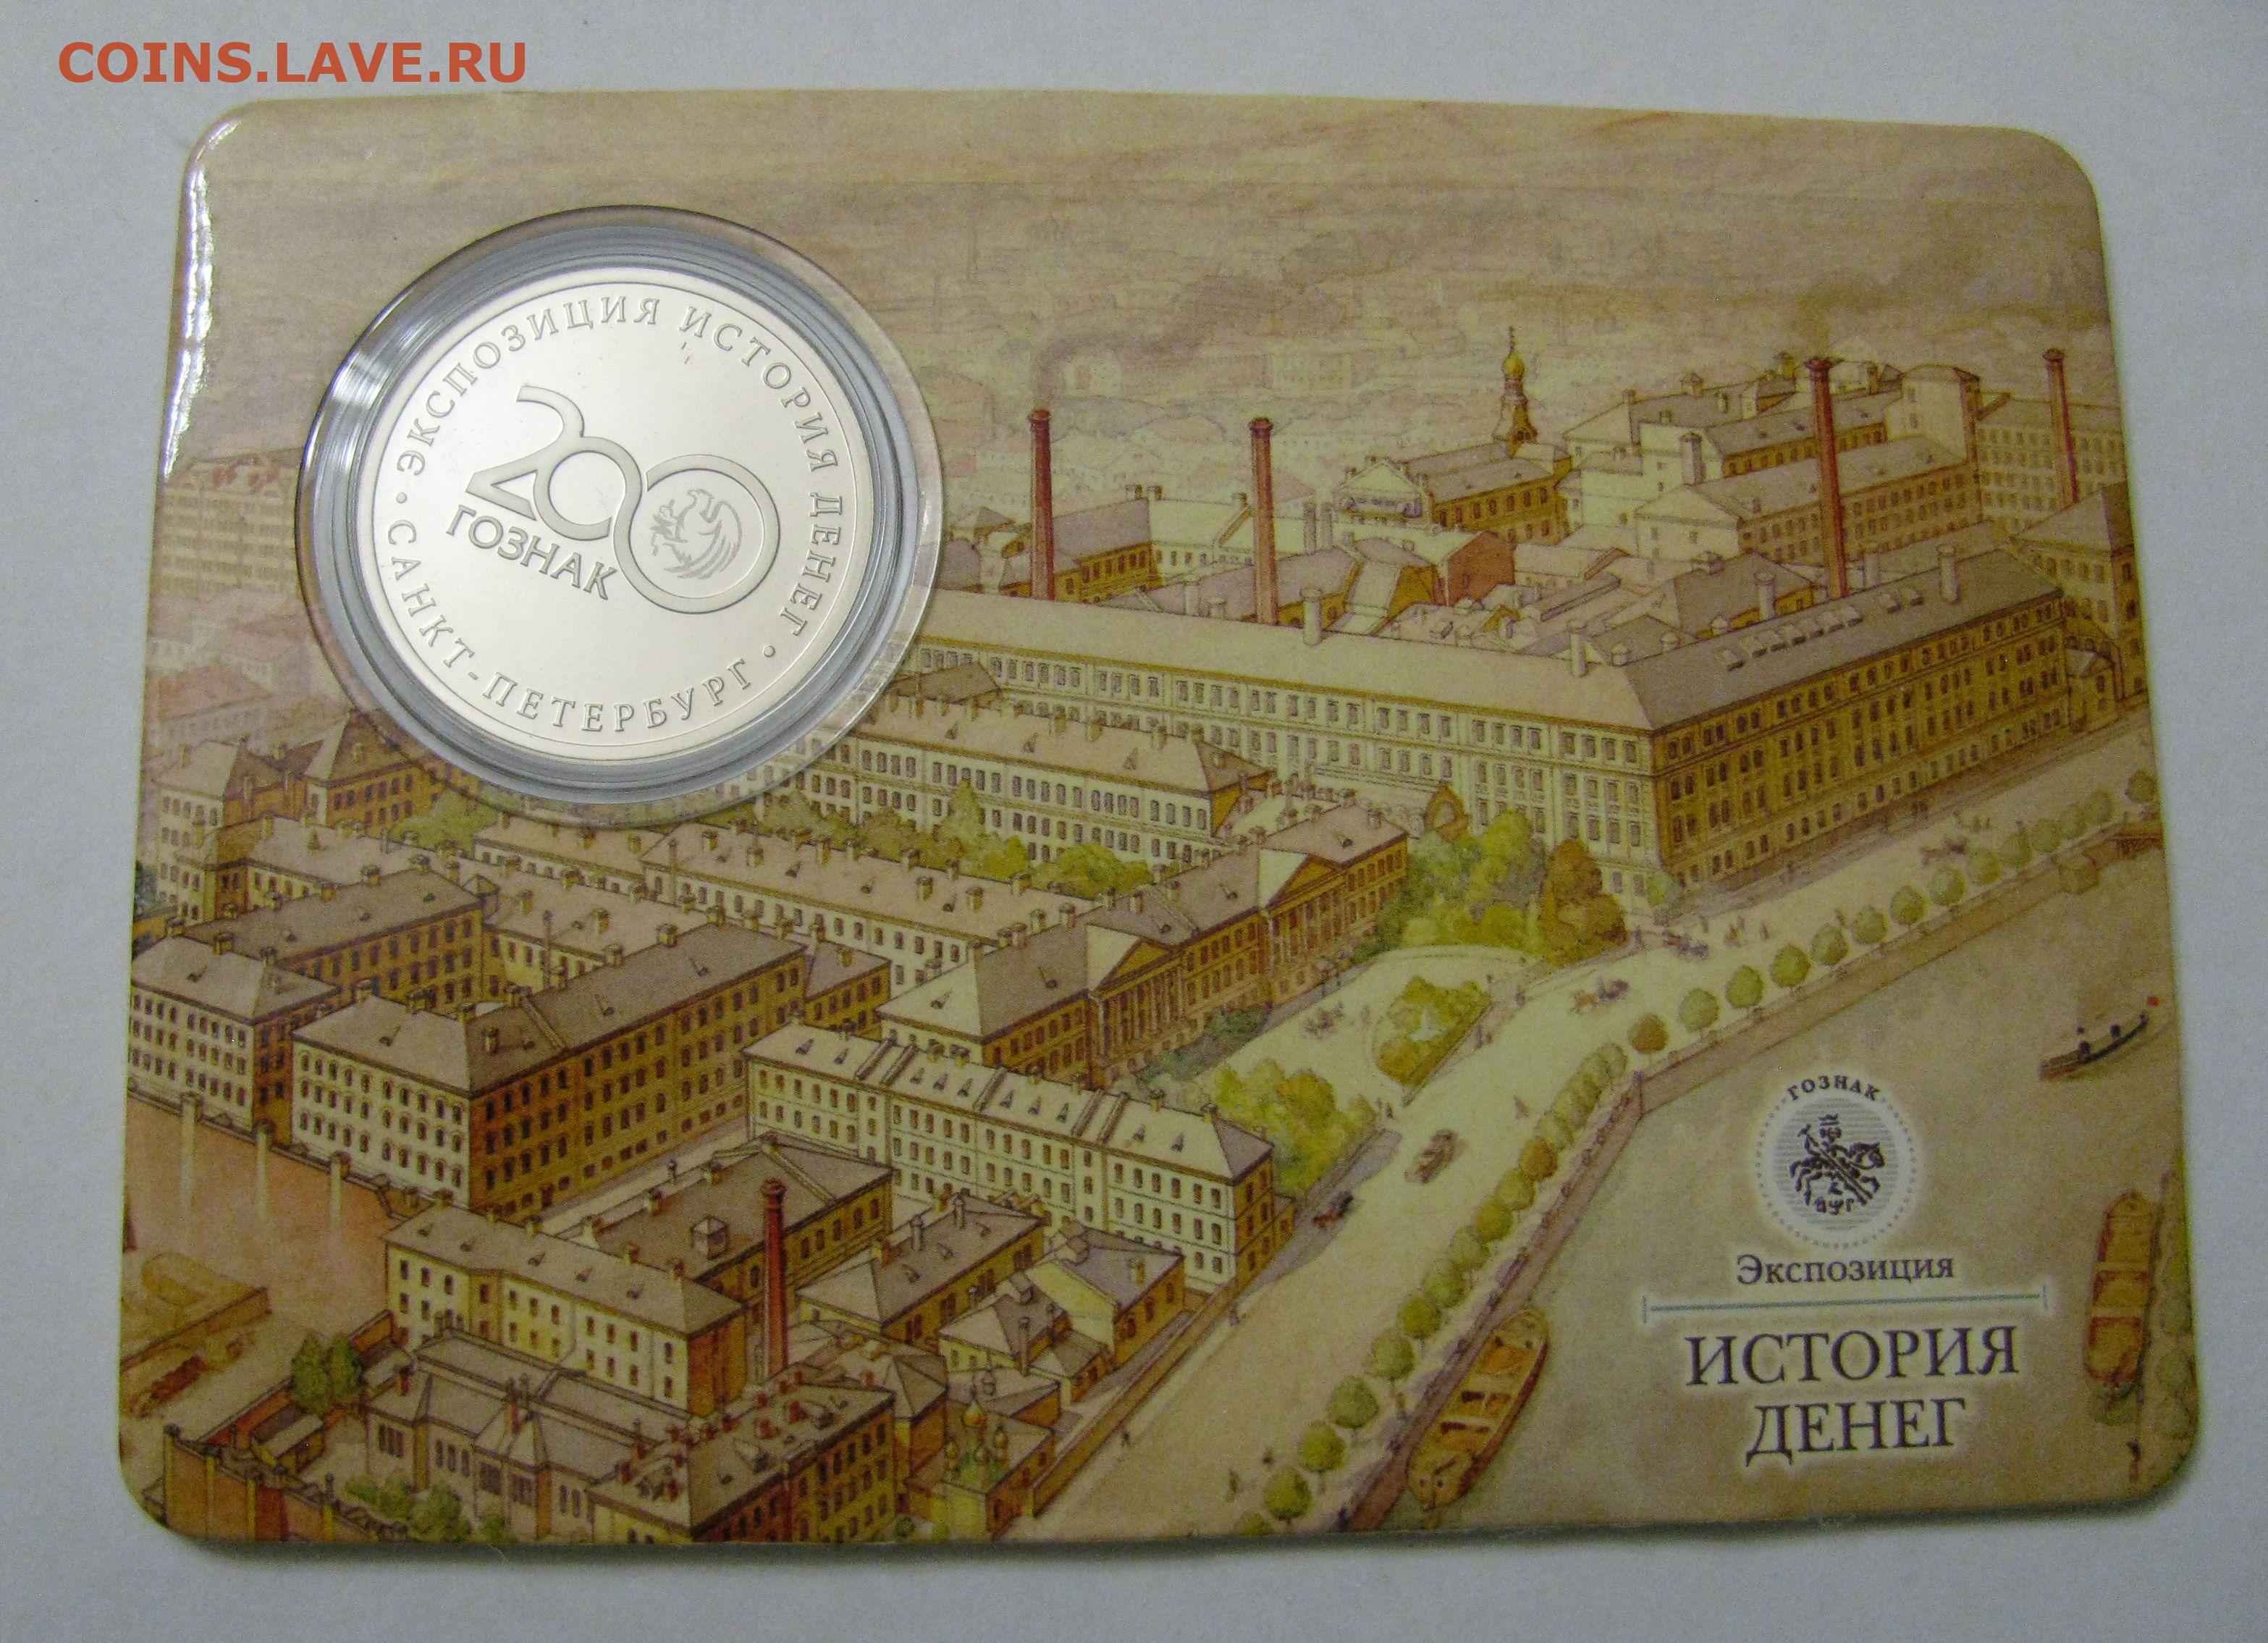 COINS.LAVE.RU
• ЭКСПОЗИЦИЯ ИСТОРИЯ ДЕНЕГ •
200
ГОЗНАК
САНКТ-ПЕТЕРБУРГ
·ГОЗНАК·
Экспозиция
ИСТОРИЯ
ДЕНЕГ